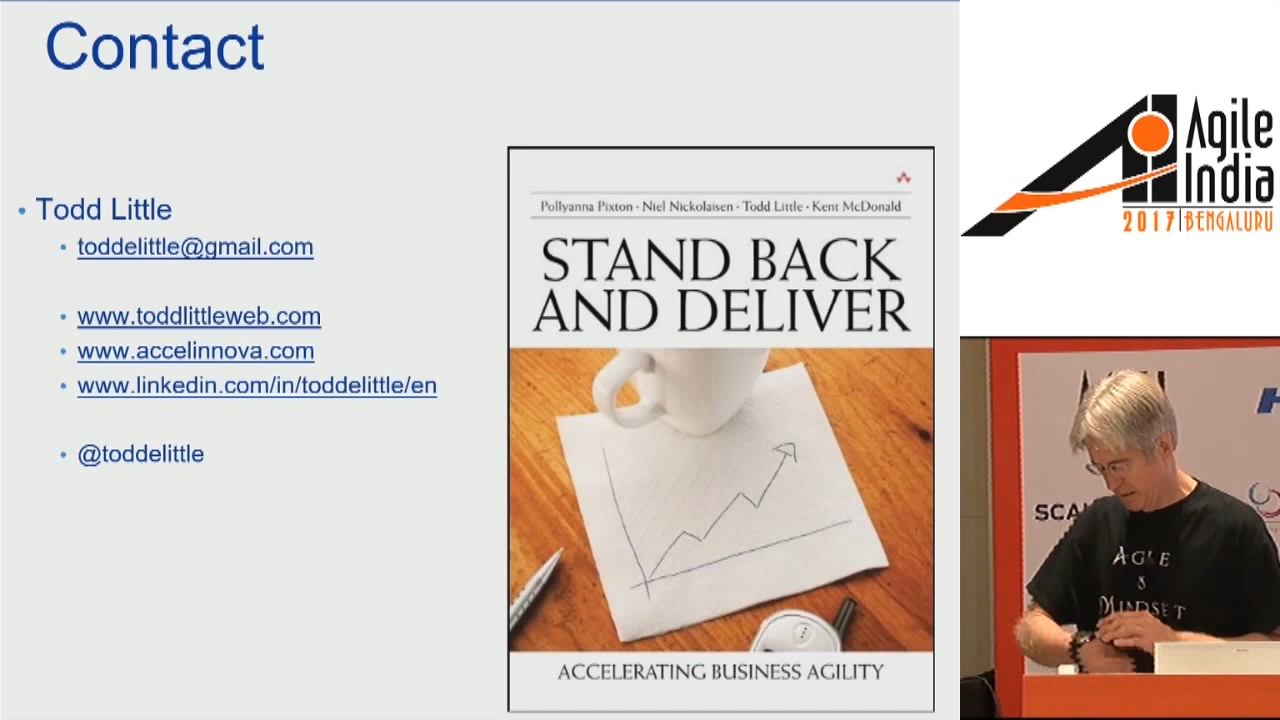 Contact
Todd Little
toddelittle@gmail.com
www.toddlittleweb.com
www.accelinnova.com
www.linkedin.com/in/toddelittle/en
@toddelittle
Pollyanna Pixton · Niel Nickolaisen · Todd Little · Kent McDonald
STAND BACK
AND DELIVER
ACCELERATING BUSINESS AGILITY
Agile
India
2017 | BENGALURU
AGILE
MINDSET